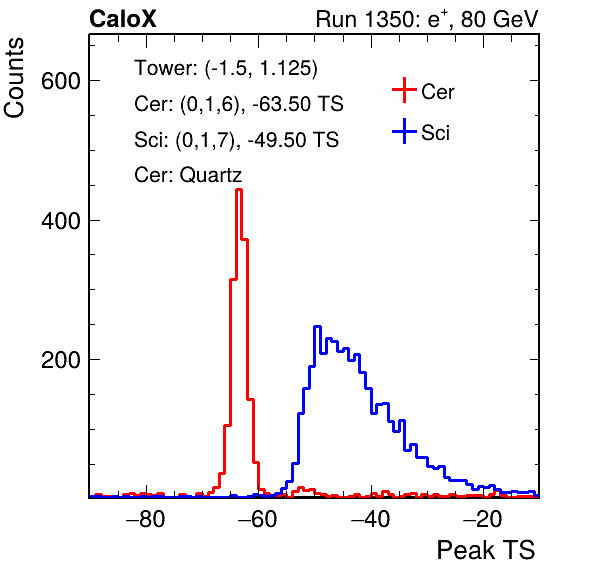 CaloX Run 1350: e⁺, 80 GeV
Counts
Tower: (-1.5, 1.125)
Cer: (0,1,6), -63.50 TS
Sci: (0,1,7), -49.50 TS
Cer: Quartz
Cer
Sci
600
400
200
−80 −60 −40 −20
Peak TS